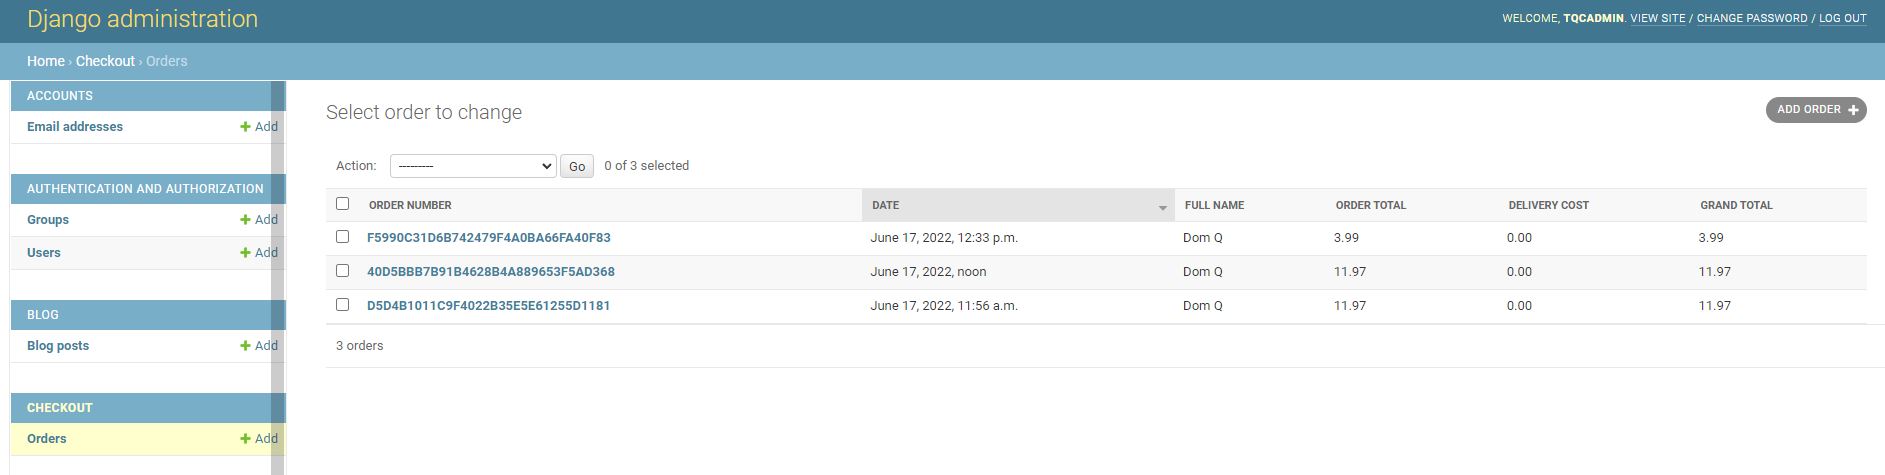 Django administration
WELCOME, TQCADMIN. VIEW SITE / CHANGE PASSWORD / LOG OUT
Home › Checkout › Orders
ACCOUNTS
Email addresses + Add
AUTHENTICATION AND AUTHORIZATION
Groups + Add
Users + Add
BLOG
Blog posts + Add
CHECKOUT
Orders + Add
Select order to change
ADD ORDER +
Action: --------- Go 0 of 3 selected
ORDER NUMBER DATE FULL NAME ORDER TOTAL DELIVERY COST GRAND TOTAL
F5990C31D6B742479F4A0BA66FA40F83 June 17, 2022, 12:33 p.m. Dom Q 3.99 0.00 3.99
40D5BBB7B91B4628B4A889653F5AD368 June 17, 2022, noon Dom Q 11.97 0.00 11.97
D5D4B1011C9F4022B35E5E61255D1181 June 17, 2022, 11:56 a.m. Dom Q 11.97 0.00 11.97
3 orders